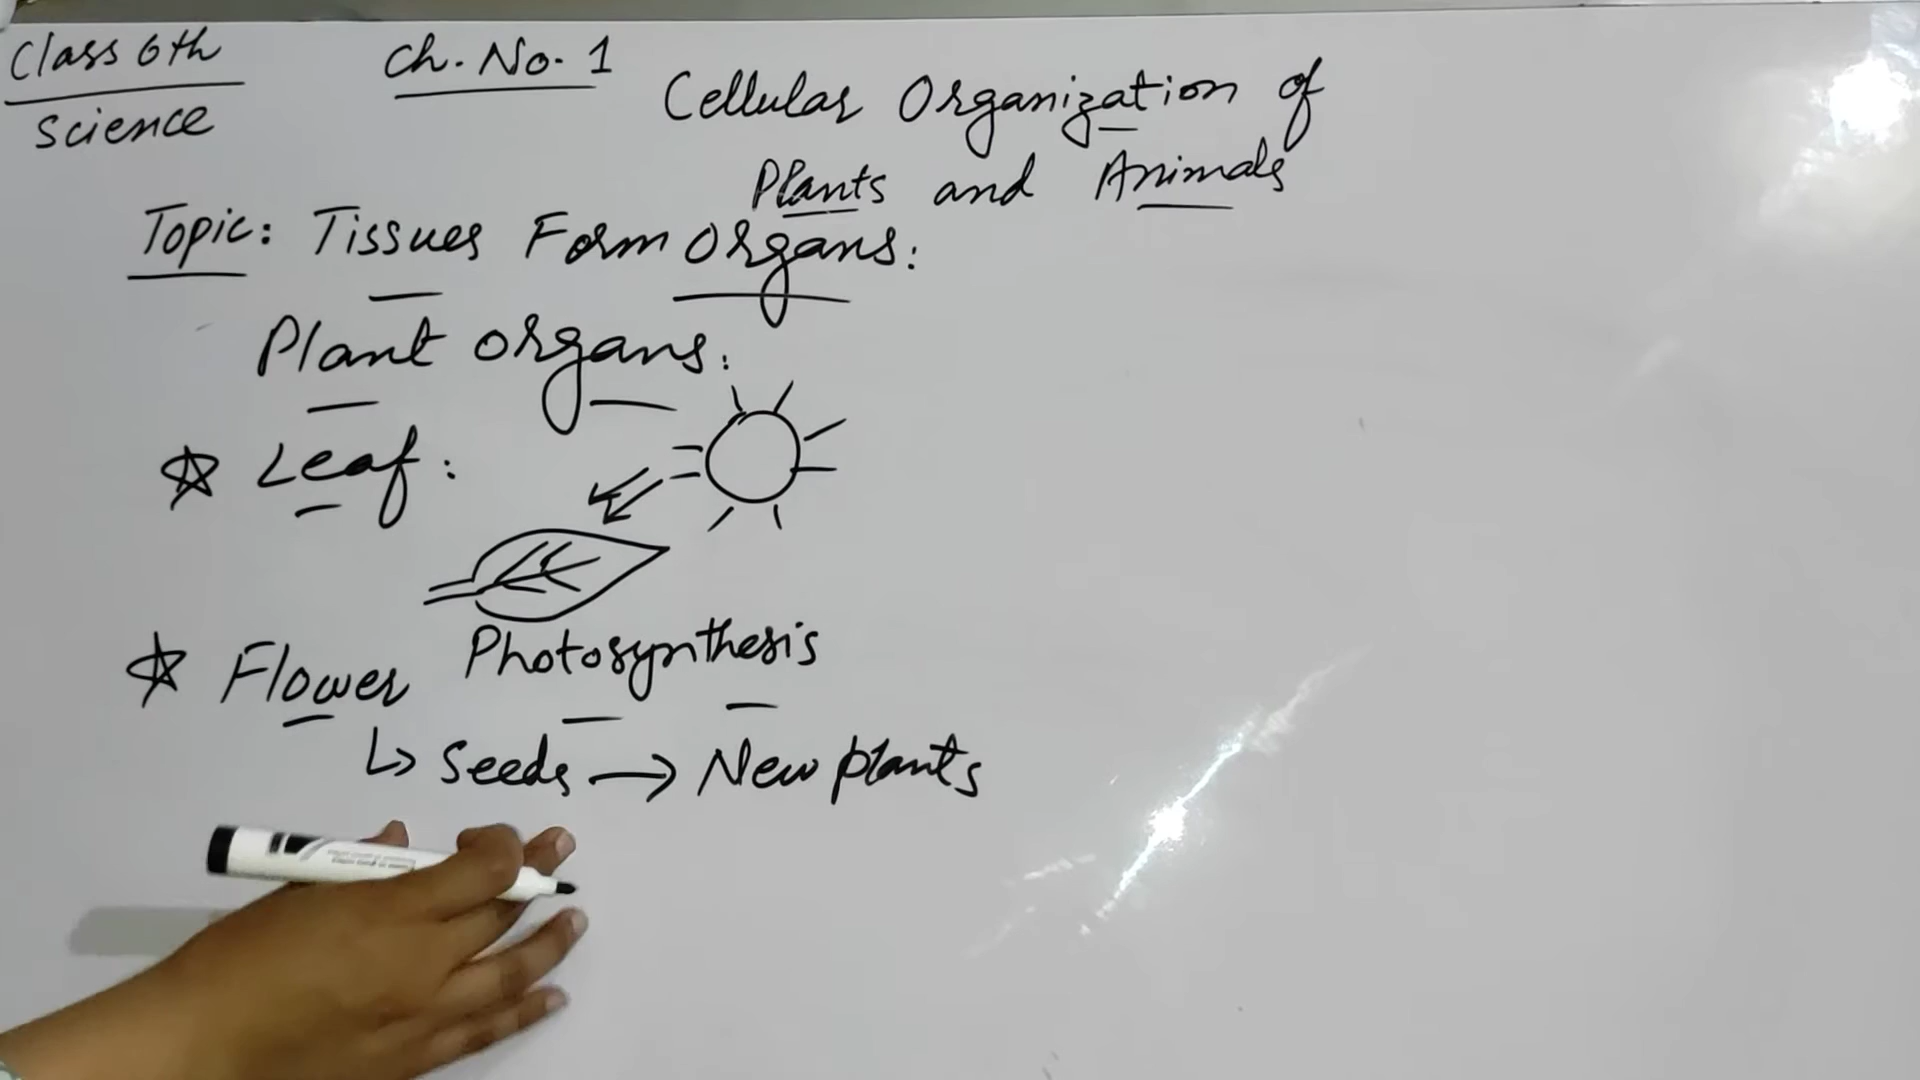 Class 6th
Science
Ch. No. 1
Cellular Organization of
Plants and Animals
Topic: Tissues Form Organs:
Plant organs:
Leaf:
Photosynthesis
Flower
↳ Seeds → New plants